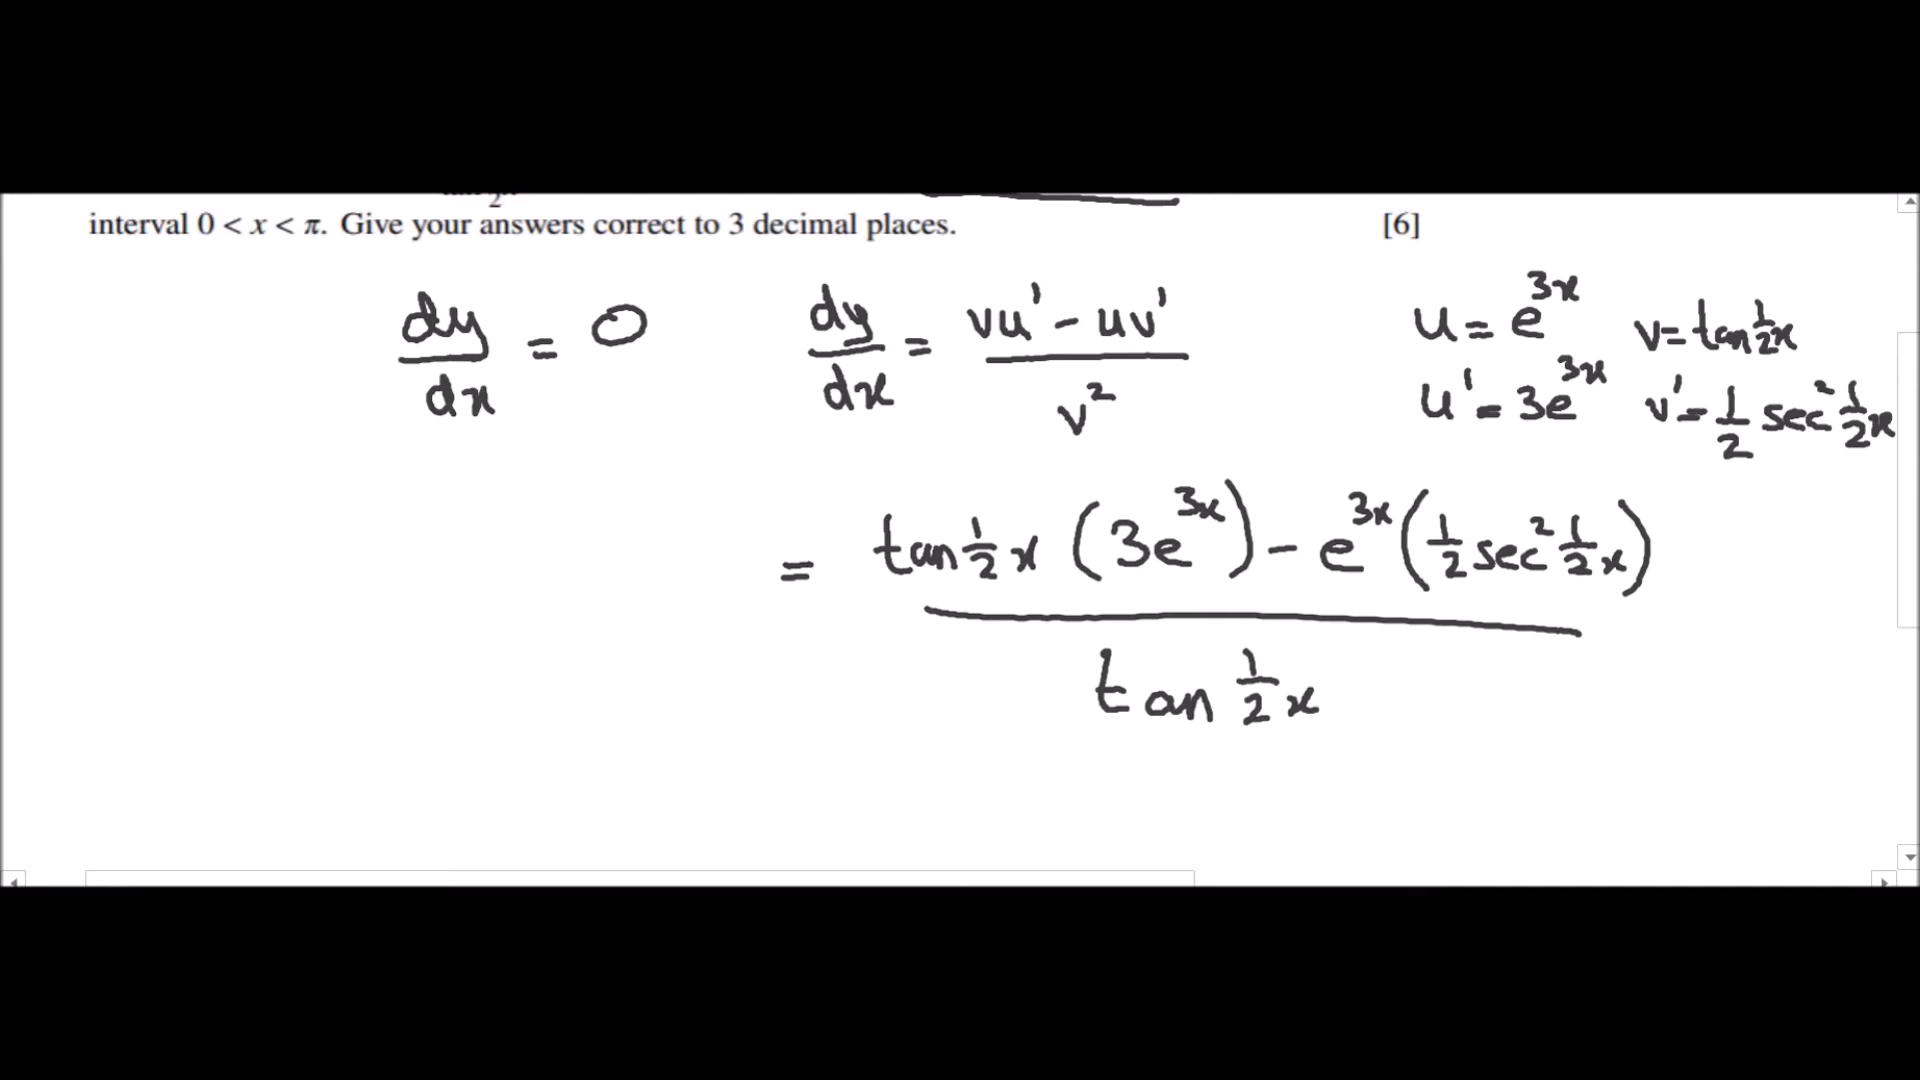 interval 0 < x < π. Give your answers correct to 3 decimal places. [6]
dy/dx = 0 dy/dx = (vu' - uv')/v² u = e^3x v = tan ½x
u' = 3e^3x v' = ½ sec² ½x
= (tan ½x (3e^3x) - e^3x (½ sec² ½x))/(tan ½x)